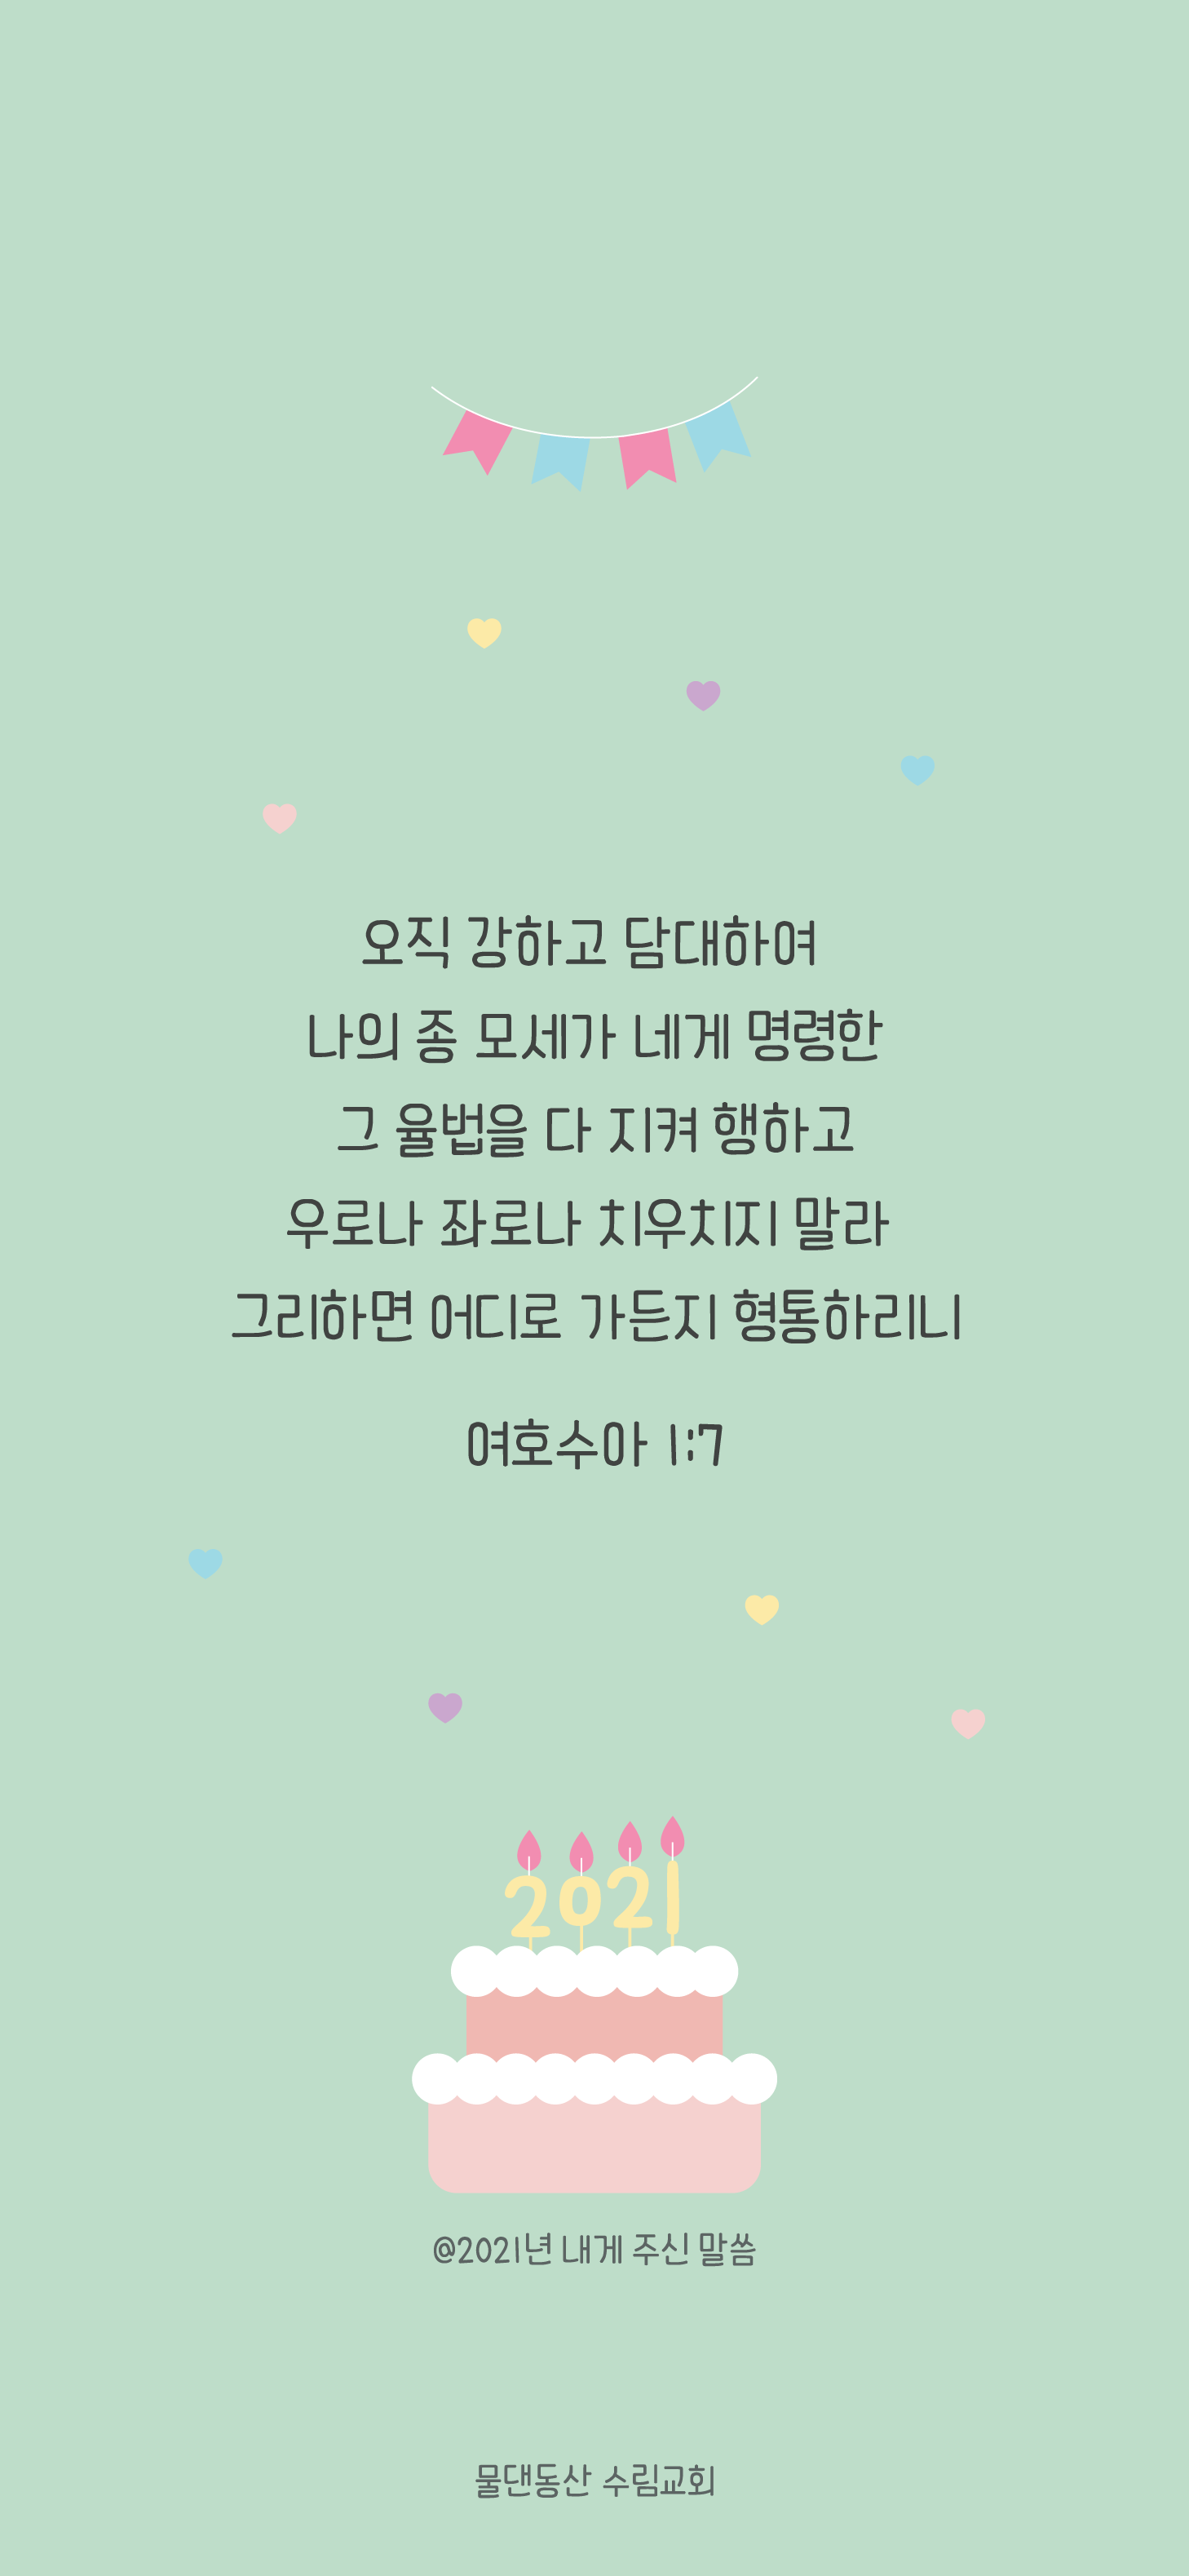 오직 강하고 담대하여
나의 종 모세가 네게 명령한
그 율법을 다 지켜 행하고
우로나 좌로나 치우치지 말라
그리하면 어디로 가든지 형통하리니
여호수아 1:7
2021
@2021년 내게 주신 말씀
물댄동산 수림교회